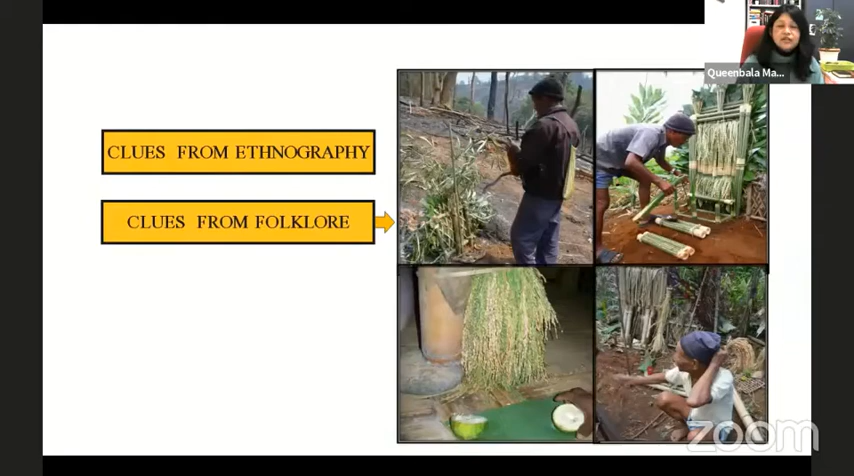 Queenbala Ma...
CLUES FROM ETHNOGRAPHY
CLUES FROM FOLKLORE
zoom